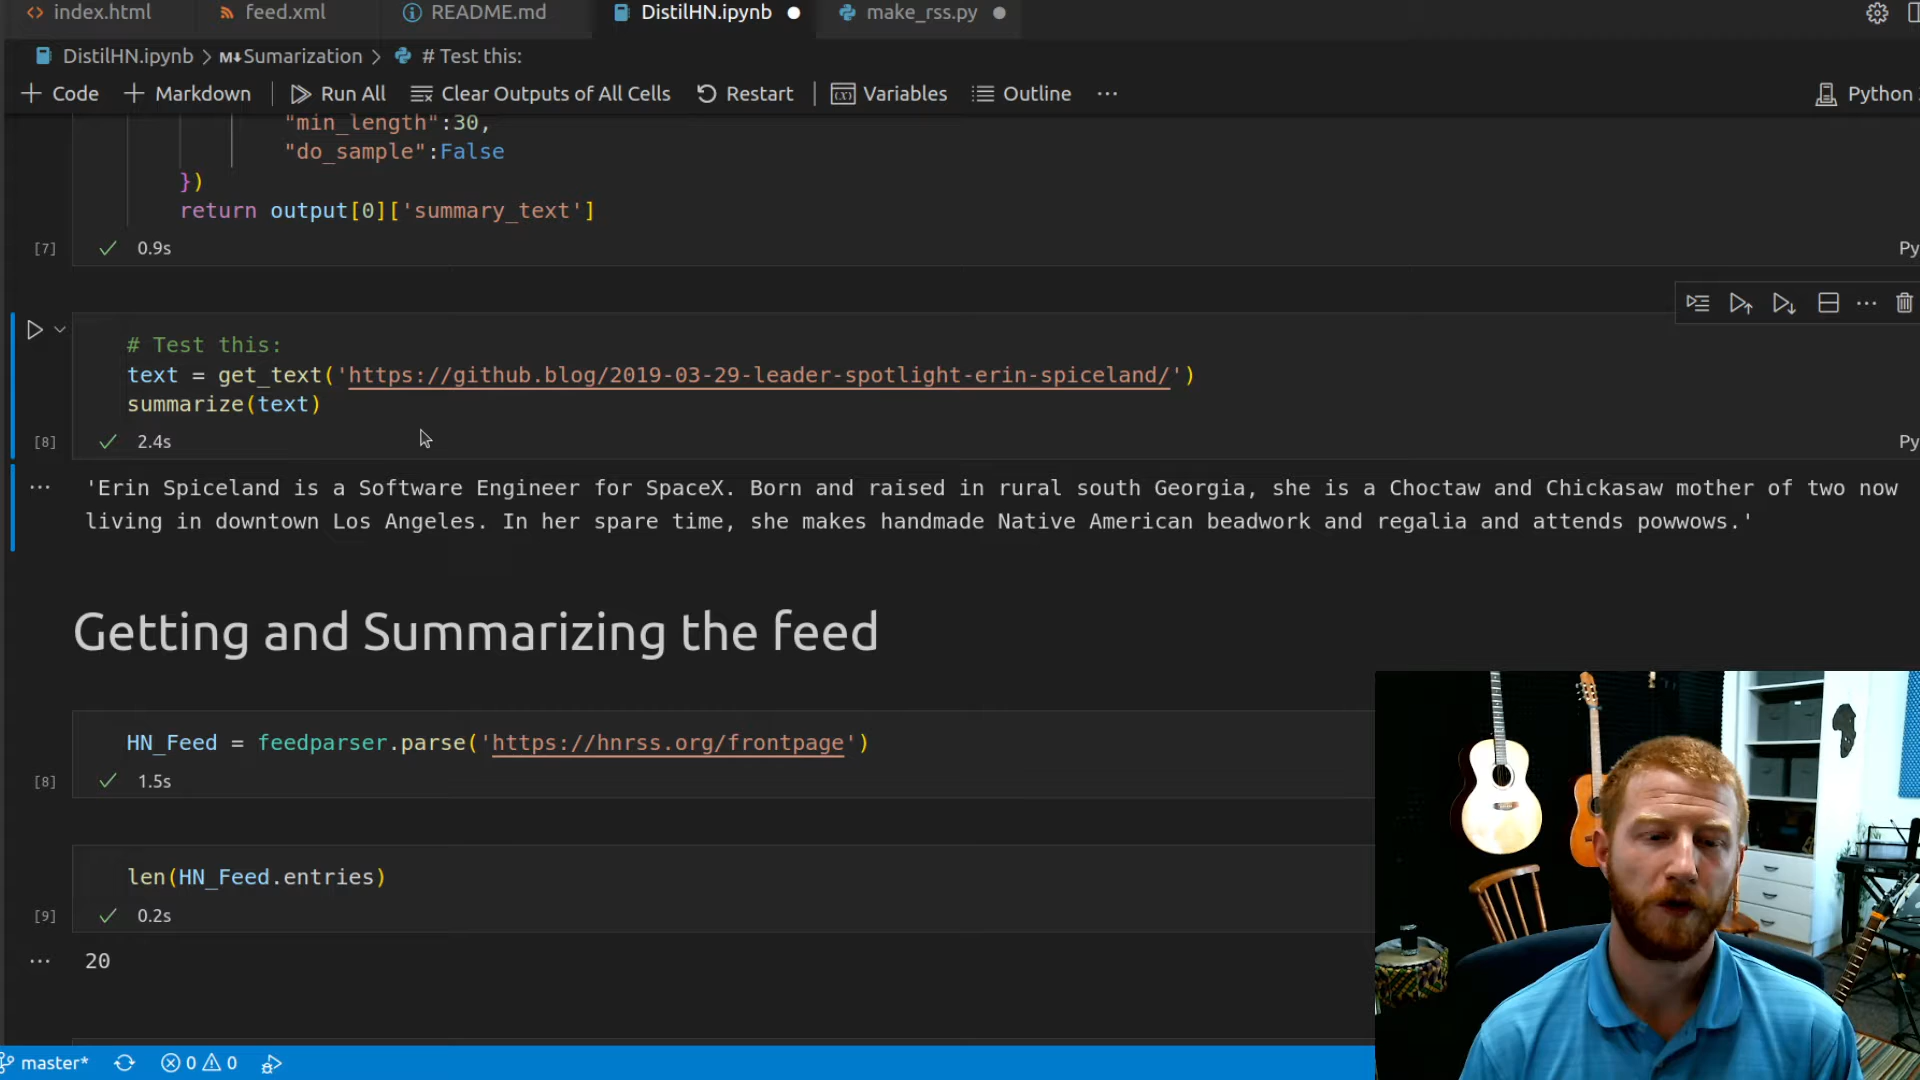 index.html feed.xml README.md DistilHN.ipynb make_rss.py
DistilHN.ipynb > M↓Sumarization > # Test this:
+ Code + Markdown Run All Clear Outputs of All Cells Restart Variables Outline ··· Python
"min_length":30,
"do_sample":False
})
return output[0]['summary_text']
[7] 0.9s Py
# Test this:
text = get_text('https://github.blog/2019-03-29-leader-spotlight-erin-spiceland/')
summarize(text)
[8] 2.4s Py
'Erin Spiceland is a Software Engineer for SpaceX. Born and raised in rural south Georgia, she is a Choctaw and Chickasaw mother of two now
living in downtown Los Angeles. In her spare time, she makes handmade Native American beadwork and regalia and attends powwows.'
Getting and Summarizing the feed
HN_Feed = feedparser.parse('https://hnrss.org/frontpage')
[8] 1.5s
len(HN_Feed.entries)
[9] 0.2s
20
master* 0 0